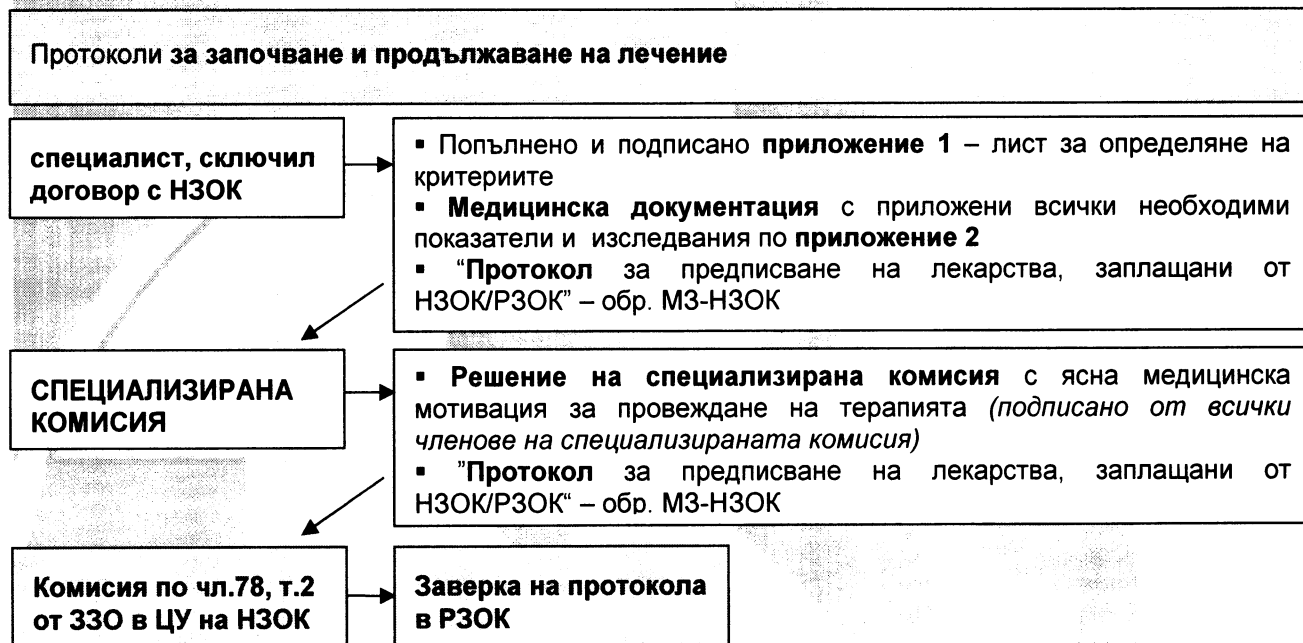 Протоколи за започване и продължаване на лечение
специалист, сключил
договор с НЗОК
▪ Попълнено и подписано приложение 1 – лист за определяне на
критериите
▪ Медицинска документация с приложени всички необходими
показатели и изследвания по приложение 2
▪ "Протокол за предписване на лекарства, заплащани от
НЗОК/РЗОК" – обр. МЗ-НЗОК
СПЕЦИАЛИЗИРАНА
КОМИСИЯ
▪ Решение на специализирана комисия с ясна медицинска
мотивация за провеждане на терапията (подписано от всички
членове на специализираната комисия)
▪ "Протокол за предписване на лекарства, заплащани от
НЗОК/РЗОК“ – обр. МЗ-НЗОК
Комисия по чл.78, т.2
от ЗЗО в ЦУ на НЗОК
Заверка на протокола
в РЗОК